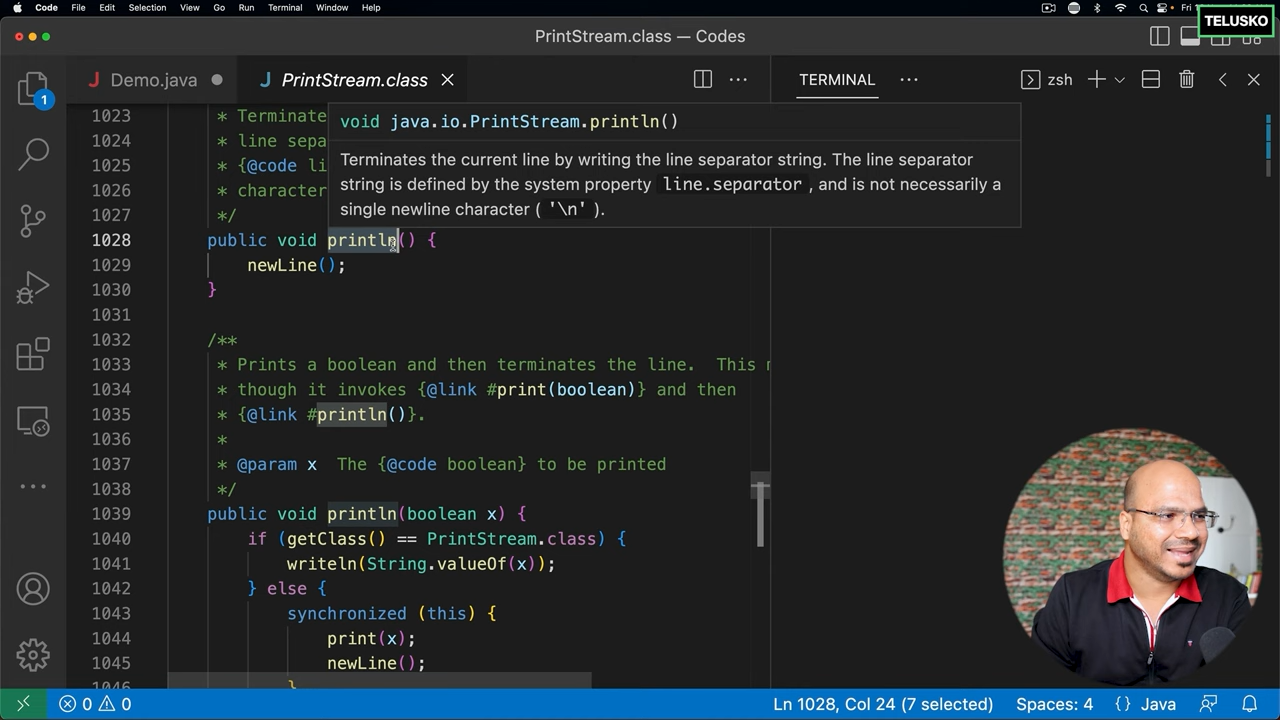 Code File Edit Selection View Go Run Terminal Window Help Fri
TELUSKO
PrintStream.class — Codes
J Demo.java J PrintStream.class TERMINAL zsh
1
1023 * Terminate
1024 * line sepa
1025 * {@code li
1026 * character
1027 */
void java.io.PrintStream.println()
Terminates the current line by writing the line separator string. The line separator
string is defined by the system property line.separator , and is not necessarily a
single newline character ( '\n' ).
1028 public void println() {
1029 newLine();
1030 }
1031
1032 /**
1033 * Prints a boolean and then terminates the line. This
1034 * though it invokes {@link #print(boolean)} and then
1035 * {@link #println()}.
1036 *
1037 * @param x The {@code boolean} to be printed
1038 */
1039 public void println(boolean x) {
1040 if (getClass() == PrintStream.class) {
1041 writeln(String.valueOf(x));
1042 } else {
1043 synchronized (this) {
1044 print(x);
1045 newLine();
1046 }
0 0 Ln 1028, Col 24 (7 selected) Spaces: 4 {} Java